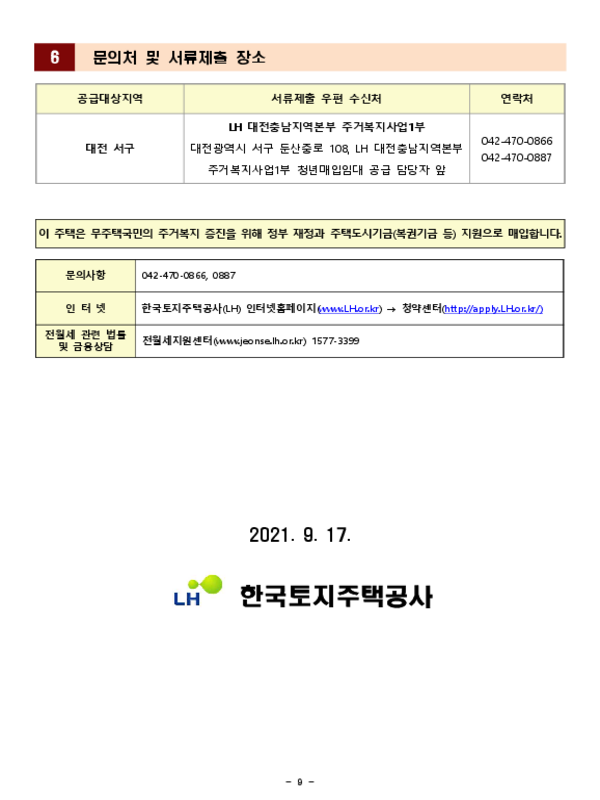 6 문의처 및 서류제출 장소
공급대상지역 서류제출 우편 수신처 연락처
대전 서구
LH 대전충남지역본부 주거복지사업1부
대전광역시 서구 둔산중로 108, LH 대전충남지역본부
주거복지사업1부 청년매입임대 공급 담당자 앞
042-470-0866
042-470-0887
이 주택은 무주택국민의 주거복지 증진을 위해 정부 재정과 주택도시기금(복권기금 등) 지원으로 매입합니다.
문의사항 042-470-0866, 0887
인 터 넷 한국토지주택공사(LH) 인터넷홈페이지(www.LH.or.kr) → 청약센터(http://apply.LH.or.kr/)
전월세 관련 법률
및 금융상담
전월세지원센터(www.jeonse.lh.or.kr) 1577-3399
2021. 9. 17.
LH 한국토지주택공사
- 9 -